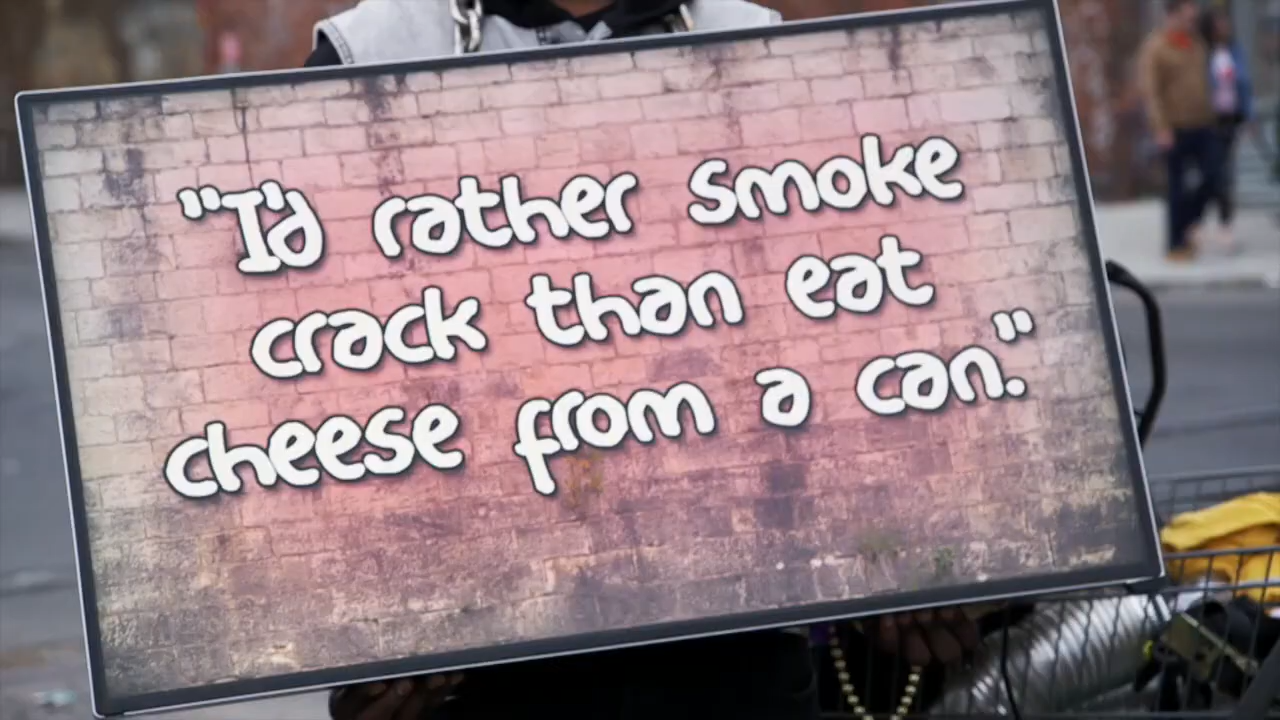 "I'd rather smoke
crack than eat
cheese from a can."